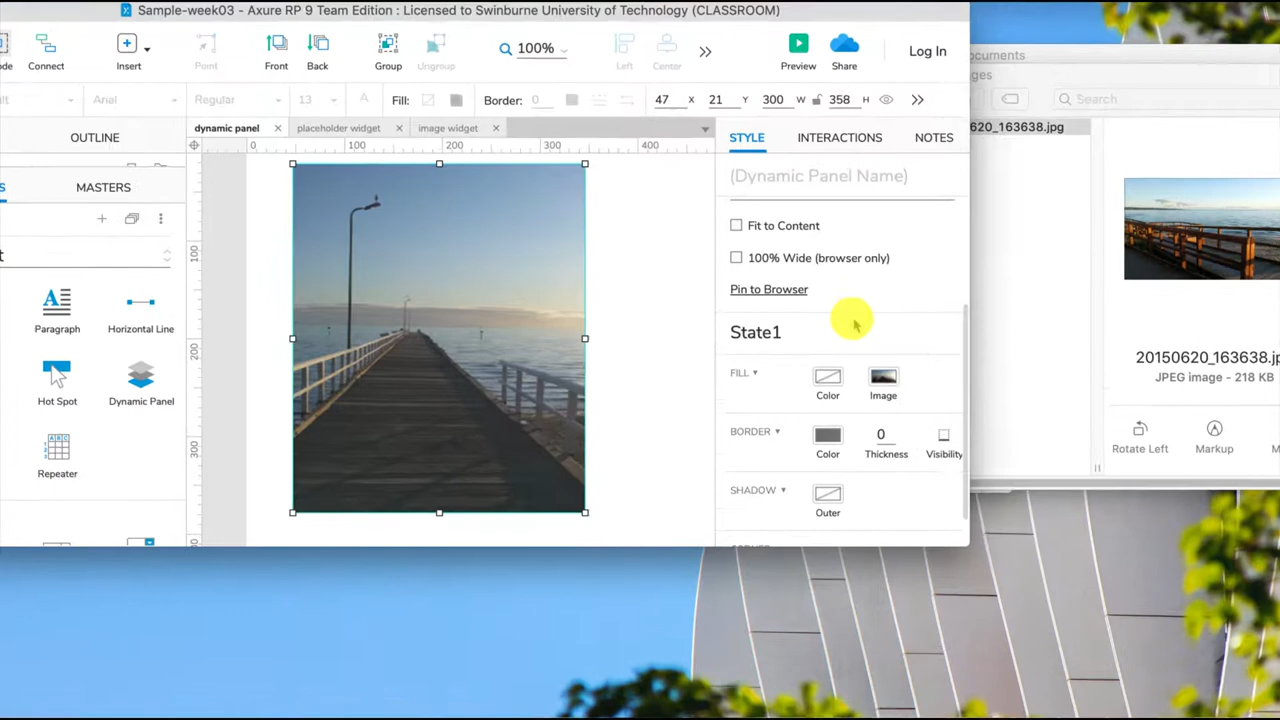 Sample-week03 - Axure RP 9 Team Edition : Licensed to Swinburne University of Technology (CLASSROOM)
Connect Insert Point Front Back Group Ungroup 100% Left Center Preview Share Log In
Arial Regular 13 Fill: Border: 0 47 X 21 Y 300 W 358 H
OUTLINE
MASTERS
Paragraph Horizontal Line
Hot Spot Dynamic Panel
Repeater
dynamic panel placeholder widget image widget
0 100 200 300 400
100
200
300
STYLE INTERACTIONS NOTES
(Dynamic Panel Name)
Fit to Content
100% Wide (browser only)
Pin to Browser
State1
FILL Color Image
BORDER Color 0 Thickness Visibility
SHADOW Outer
ocuments
ges
Search
620_163638.jpg
20150620_163638.jp
JPEG image - 218 KB
Rotate Left Markup M